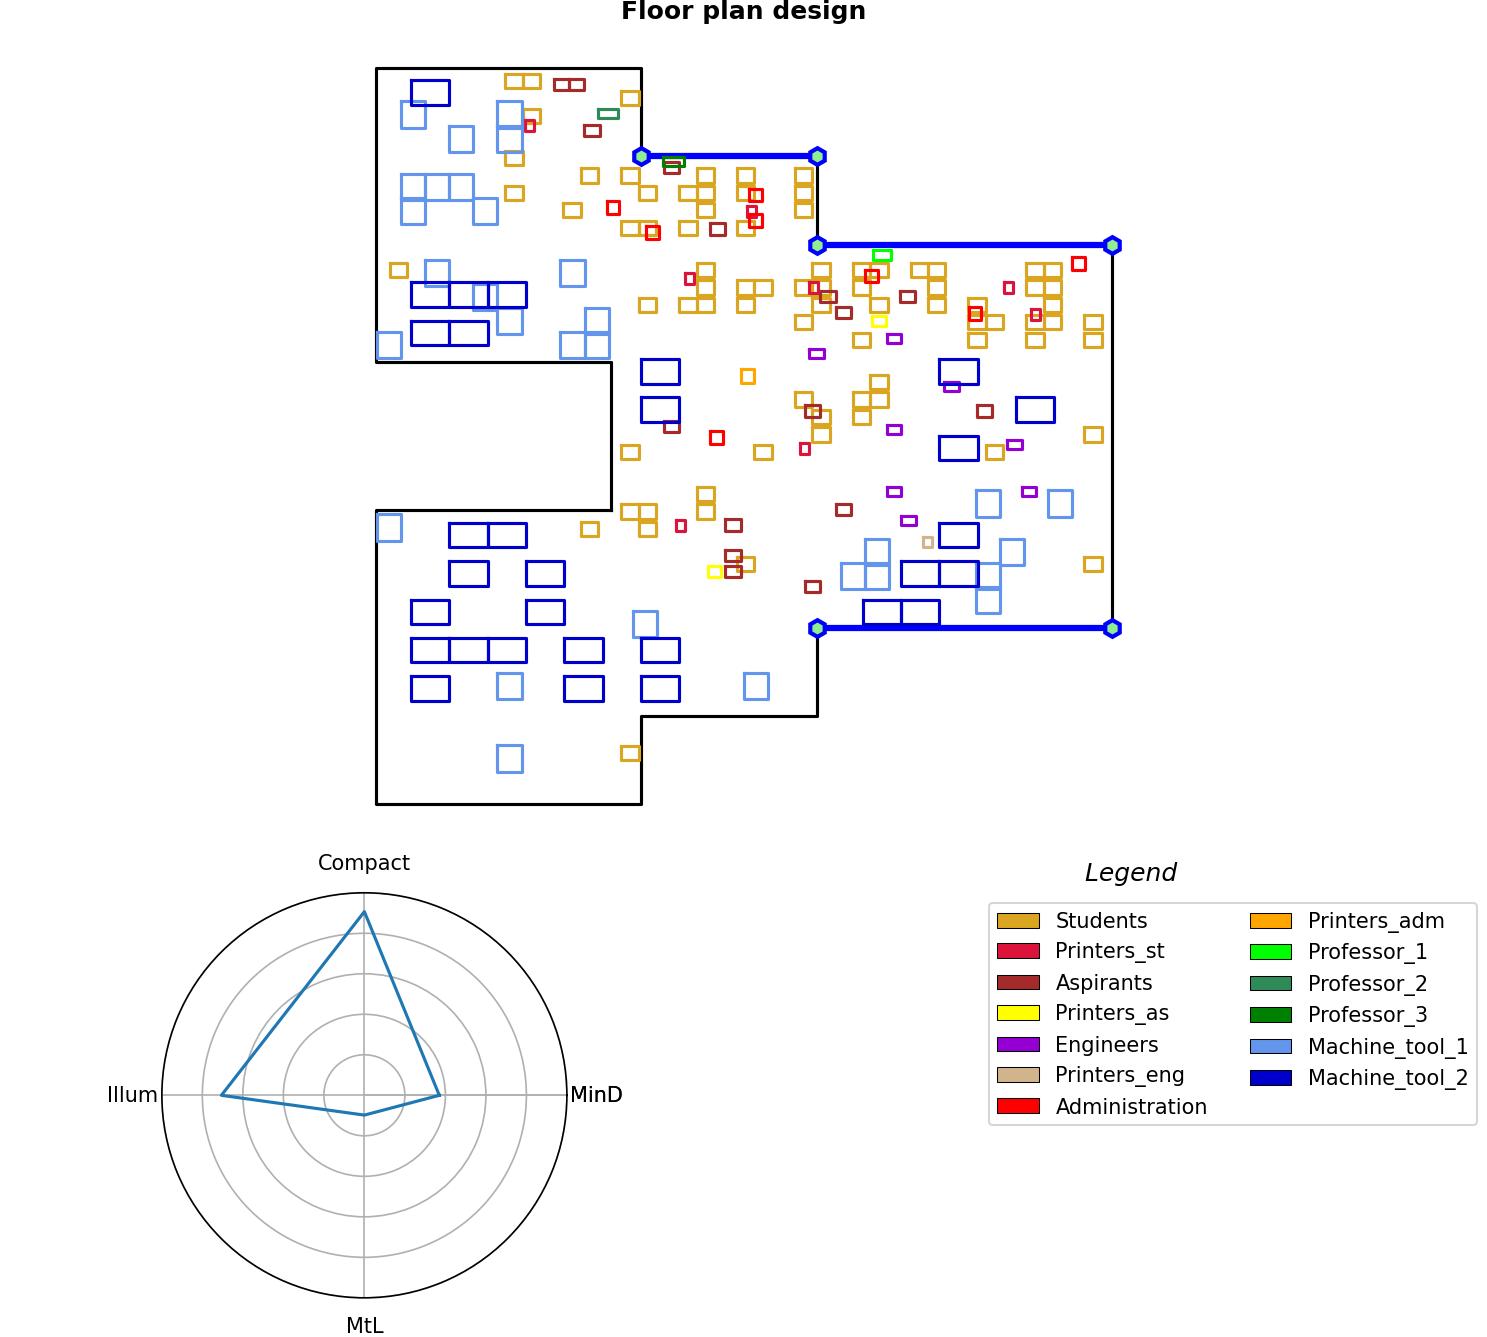 Floor plan design
Compact
Illum
MinD
MtL
Legend
Students
Printers_st
Aspirants
Printers_as
Engineers
Printers_eng
Administration
Printers_adm
Professor_1
Professor_2
Professor_3
Machine_tool_1
Machine_tool_2